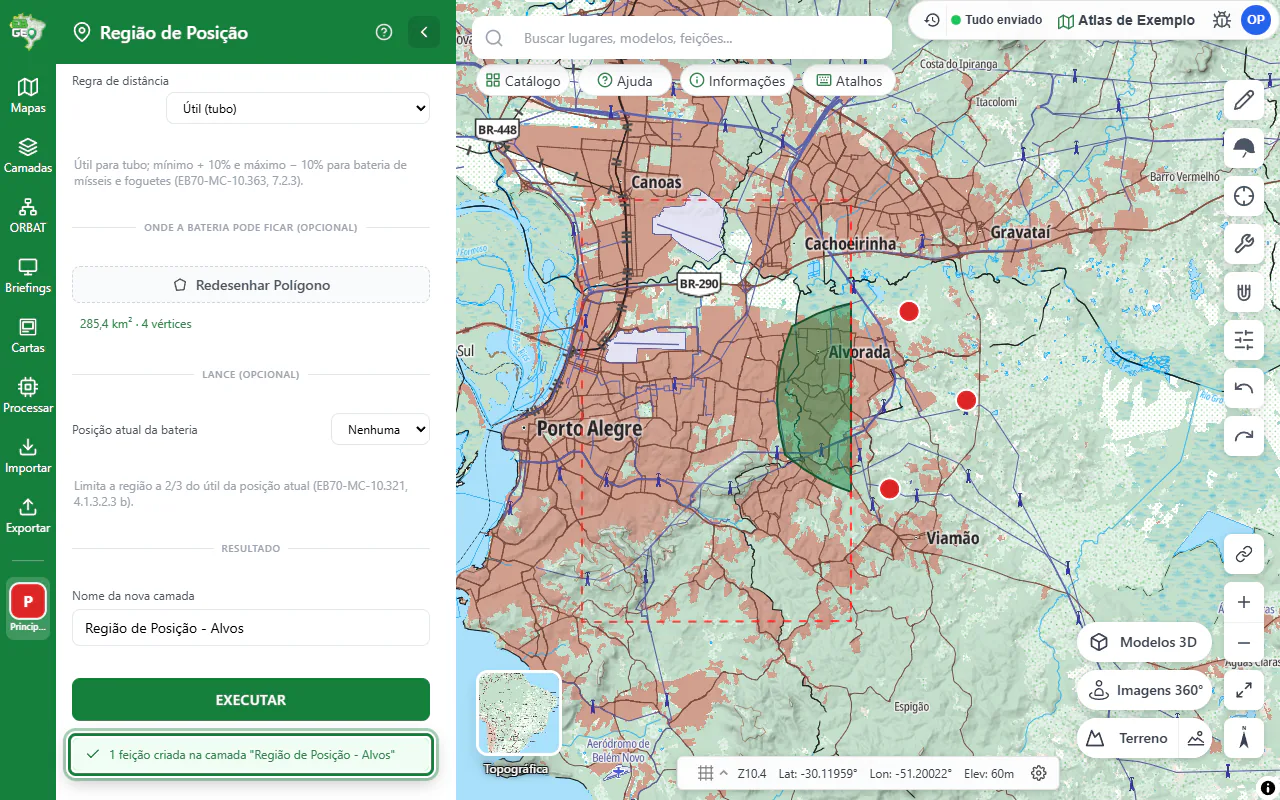 EB
GEO
Região de Posição
Buscar lugares, modelos, feições...
Tudo enviado
Atlas de Exemplo
OP
Catálogo
Ajuda
Informações
Atalhos
Mapas
Camadas
ORBAT
Briefings
Cartas
Processar
Importar
Exportar
P
Princip...
Regra de distância
Útil (tubo)
Útil para tubo; mínimo + 10% e máximo − 10% para bateria de
mísseis e foguetes (EB70-MC-10.363, 7.2.3).
ONDE A BATERIA PODE FICAR (OPCIONAL)
Redesenhar Polígono
285,4 km² · 4 vértices
LANCE (OPCIONAL)
Posição atual da bateria
Nenhuma
Limita a região a 2/3 do útil da posição atual (EB70-MC-10.321,
4.1.3.2.3 b).
RESULTADO
Nome da nova camada
Região de Posição - Alvos
EXECUTAR
1 feição criada na camada "Região de Posição - Alvos"
Costa do Ipiranga
Itacolomi
BR-448
Canoas
Barro Vermelho
Gravataí
Cachoeirinha
BR-290
Sul
Alvorada
Porto Alegre
Viamão
Águas Claras
Espigão
Aeródromo de
Belém Novo
Topográfica
Modelos 3D
Imagens 360°
Terreno
N
Z10.4
Lat: -30.11959°
Lon: -51.20022°
Elev: 60m